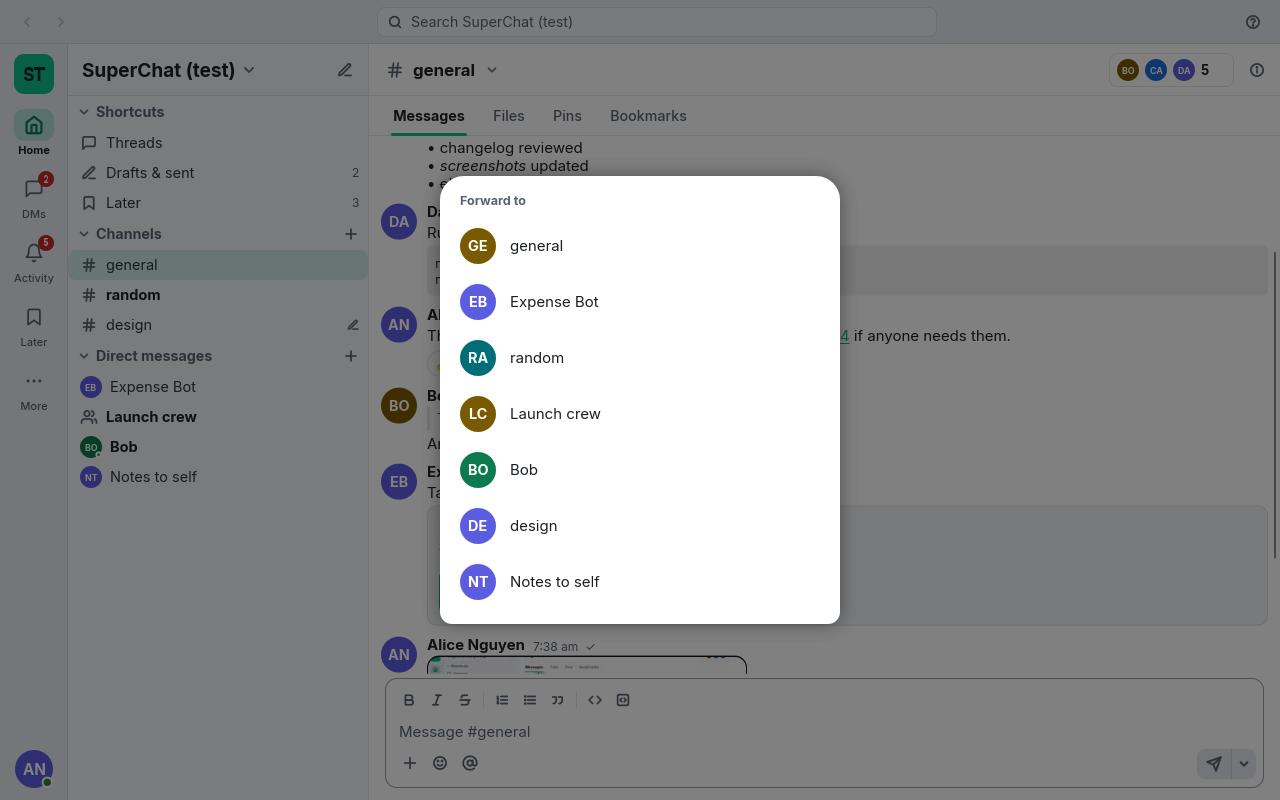 Search SuperChat (test)
ST
SuperChat (test)
general
BO
CA
DA
5
Home
2
DMs
5
Activity
Later
More
AN
Shortcuts
Threads
Drafts & sent
2
Later
3
Channels
general
random
design
Direct messages
EB
Expense Bot
Launch crew
BO
Bob
NT
Notes to self
Messages
Files
Pins
Bookmarks
• changelog reviewed
• screenshots updated
DA
AN
4 if anyone needs them.
BO
EB
AN
Alice Nguyen
7:38 am
Message #general
Forward to
GE
general
EB
Expense Bot
RA
random
LC
Launch crew
BO
Bob
DE
design
NT
Notes to self